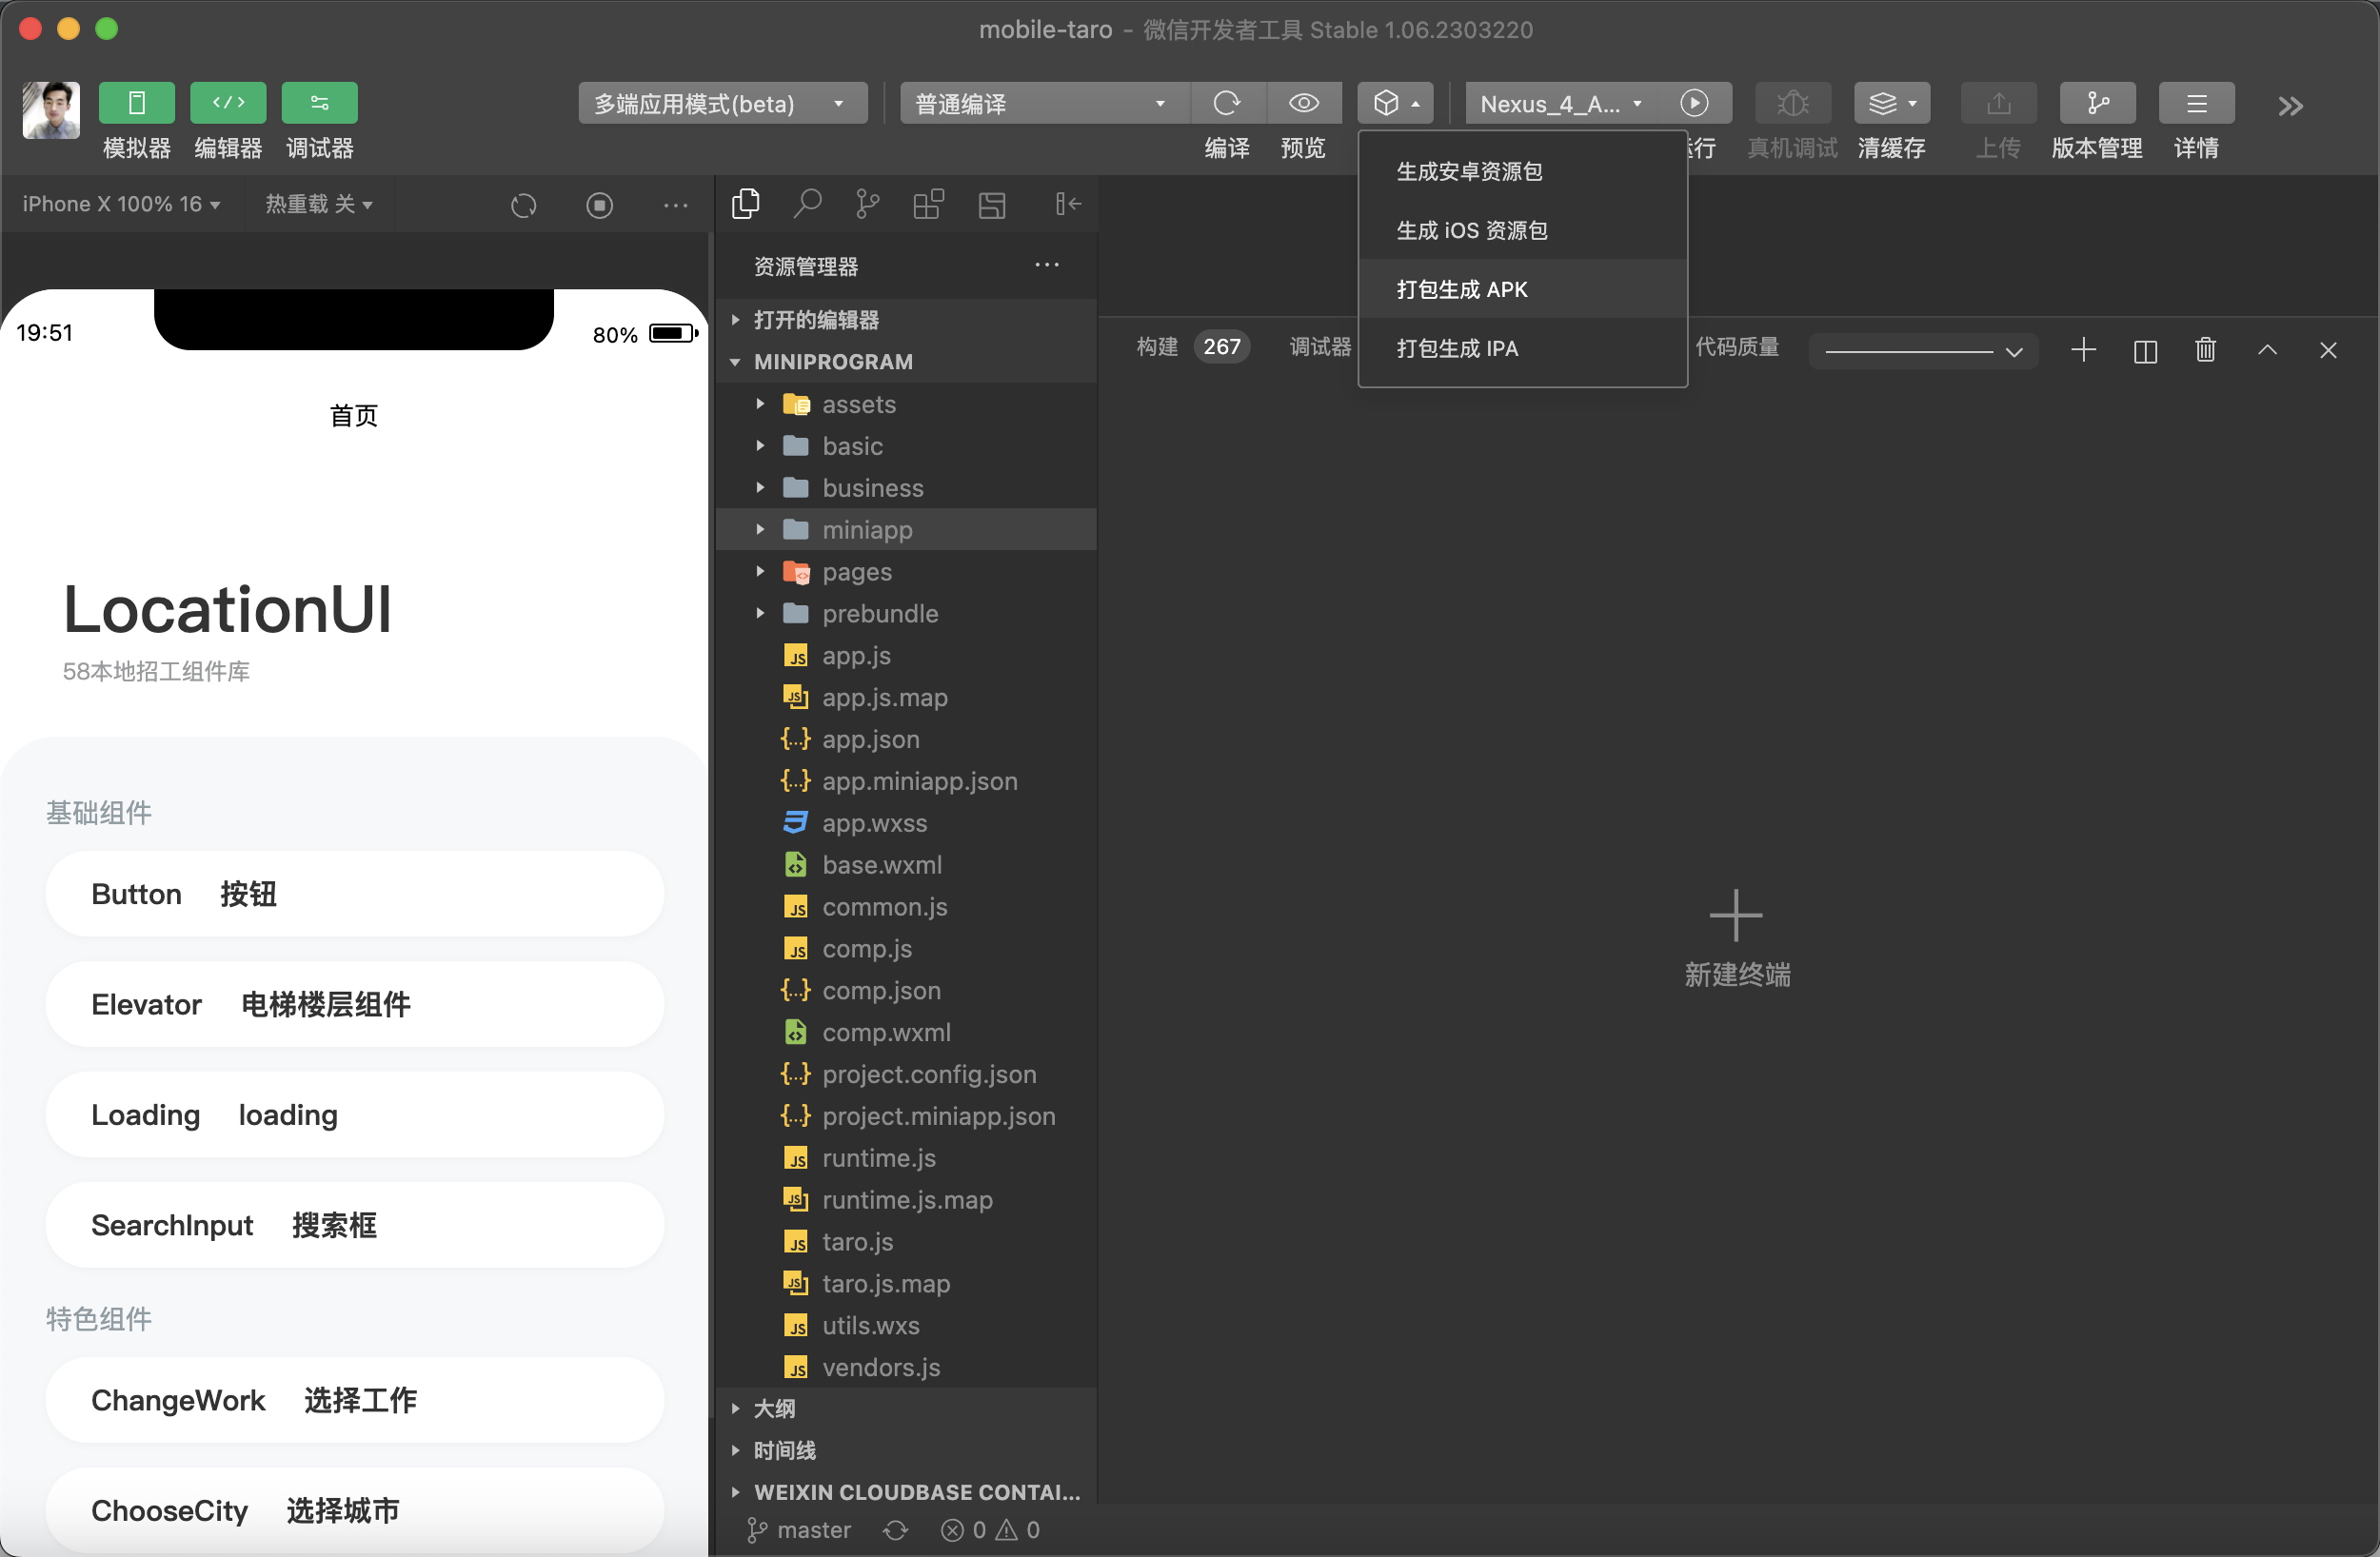 mobile-taro - 微信开发者工具 Stable 1.06.2303220
模拟器
编辑器
调试器
多端应用模式(beta)
普通编译
编译
预览
Nexus_4_A...
行
真机调试
清缓存
上传
版本管理
详情
生成安卓资源包
生成 iOS 资源包
打包生成 APK
打包生成 IPA
iPhone X 100% 16
热重载 关
19:51
80%
首页
LocationUI
58本地招工组件库
基础组件
Button 按钮
Elevator 电梯楼层组件
Loading loading
SearchInput 搜索框
特色组件
ChangeWork 选择工作
ChooseCity 选择城市
资源管理器
打开的编辑器
MINIPROGRAM
assets
basic
business
miniapp
pages
prebundle
app.js
app.js.map
app.json
app.miniapp.json
app.wxss
base.wxml
common.js
comp.js
comp.json
comp.wxml
project.config.json
project.miniapp.json
runtime.js
runtime.js.map
taro.js
taro.js.map
utils.wxs
vendors.js
大纲
时间线
WEIXIN CLOUDBASE CONTAI...
master
0
0
构建 267
调试器
代码质量
新建终端